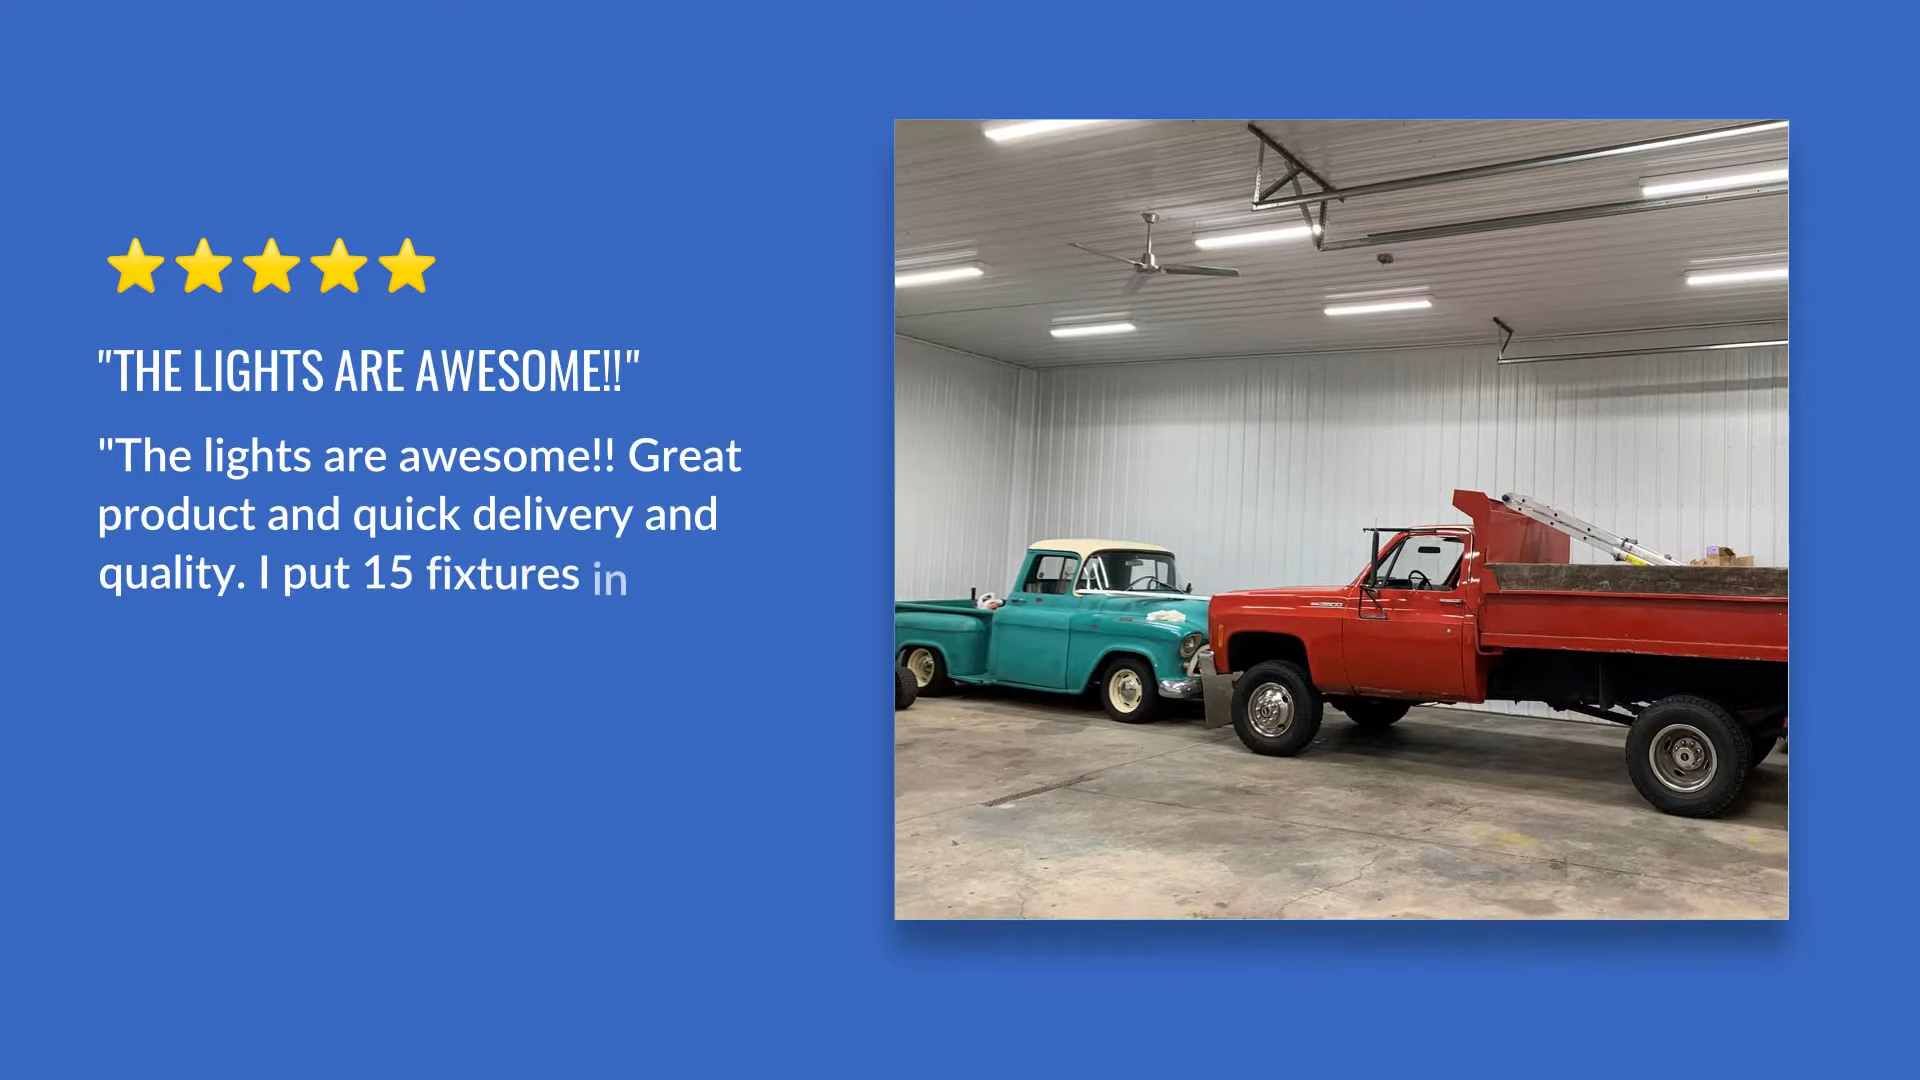 "THE LIGHTS ARE AWESOME!!"
"The lights are awesome!! Great
product and quick delivery and
quality. I put 15 fixtures in